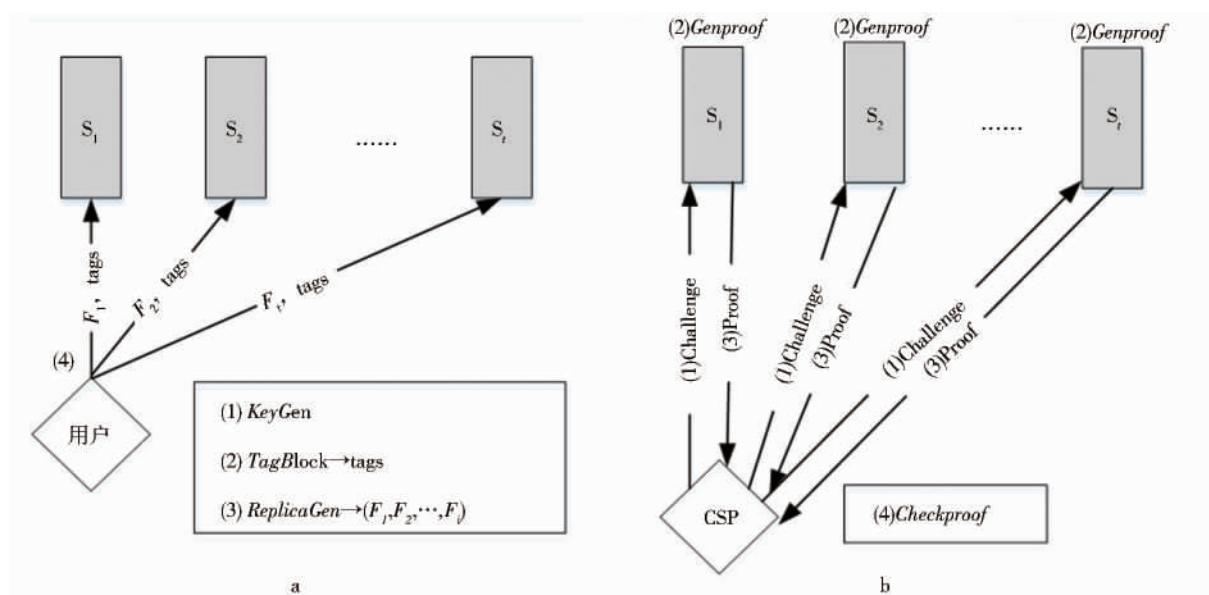 S1
S2
......
St
F1, tags
F2, tags
Ft, tags
(4)
用户
(1) KeyGen
(2) TagBlock→tags
(3) ReplicaGen→(F1,F2,⋯,Ft)
a
(2)Genproof
(2)Genproof
(2)Genproof
S1
S2
......
St
(1)Challenge
(3)Proof
(1)Challenge
(3)Proof
(1)Challenge
(3)Proof
CSP
(4)Checkproof
b